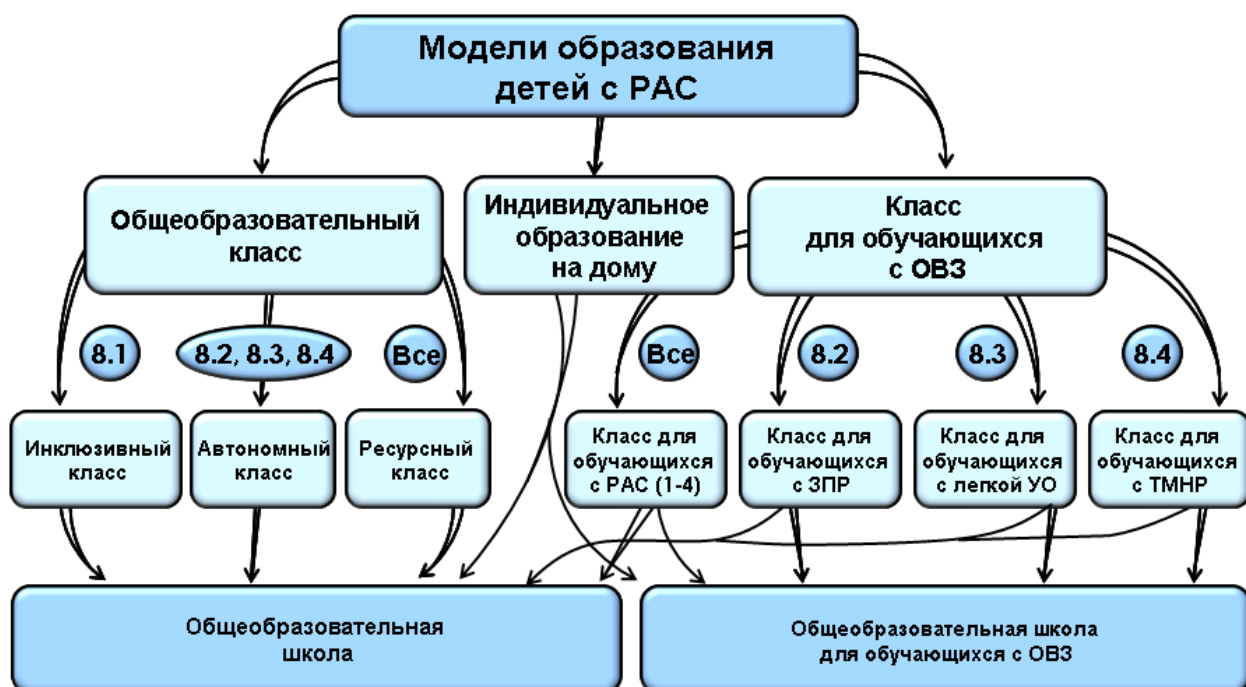 Модели образования
детей с РАС
Общеобразовательный
класс
Индивидуальное
образование
на дому
Класс
для обучающихся
с ОВЗ
8.1
8.2, 8.3, 8.4
Все
Все
8.2
8.3
8.4
Инклюзивный
класс
Автономный
класс
Ресурсный
класс
Класс для
обучающихся
с РАС (1-4)
Класс для
обучающихся
с ЗПР
Класс для
обучающихся
с легкой УО
Класс для
обучающихся
с ТМНР
Общеобразовательная
школа
Общеобразовательная школа
для обучающихся с ОВЗ